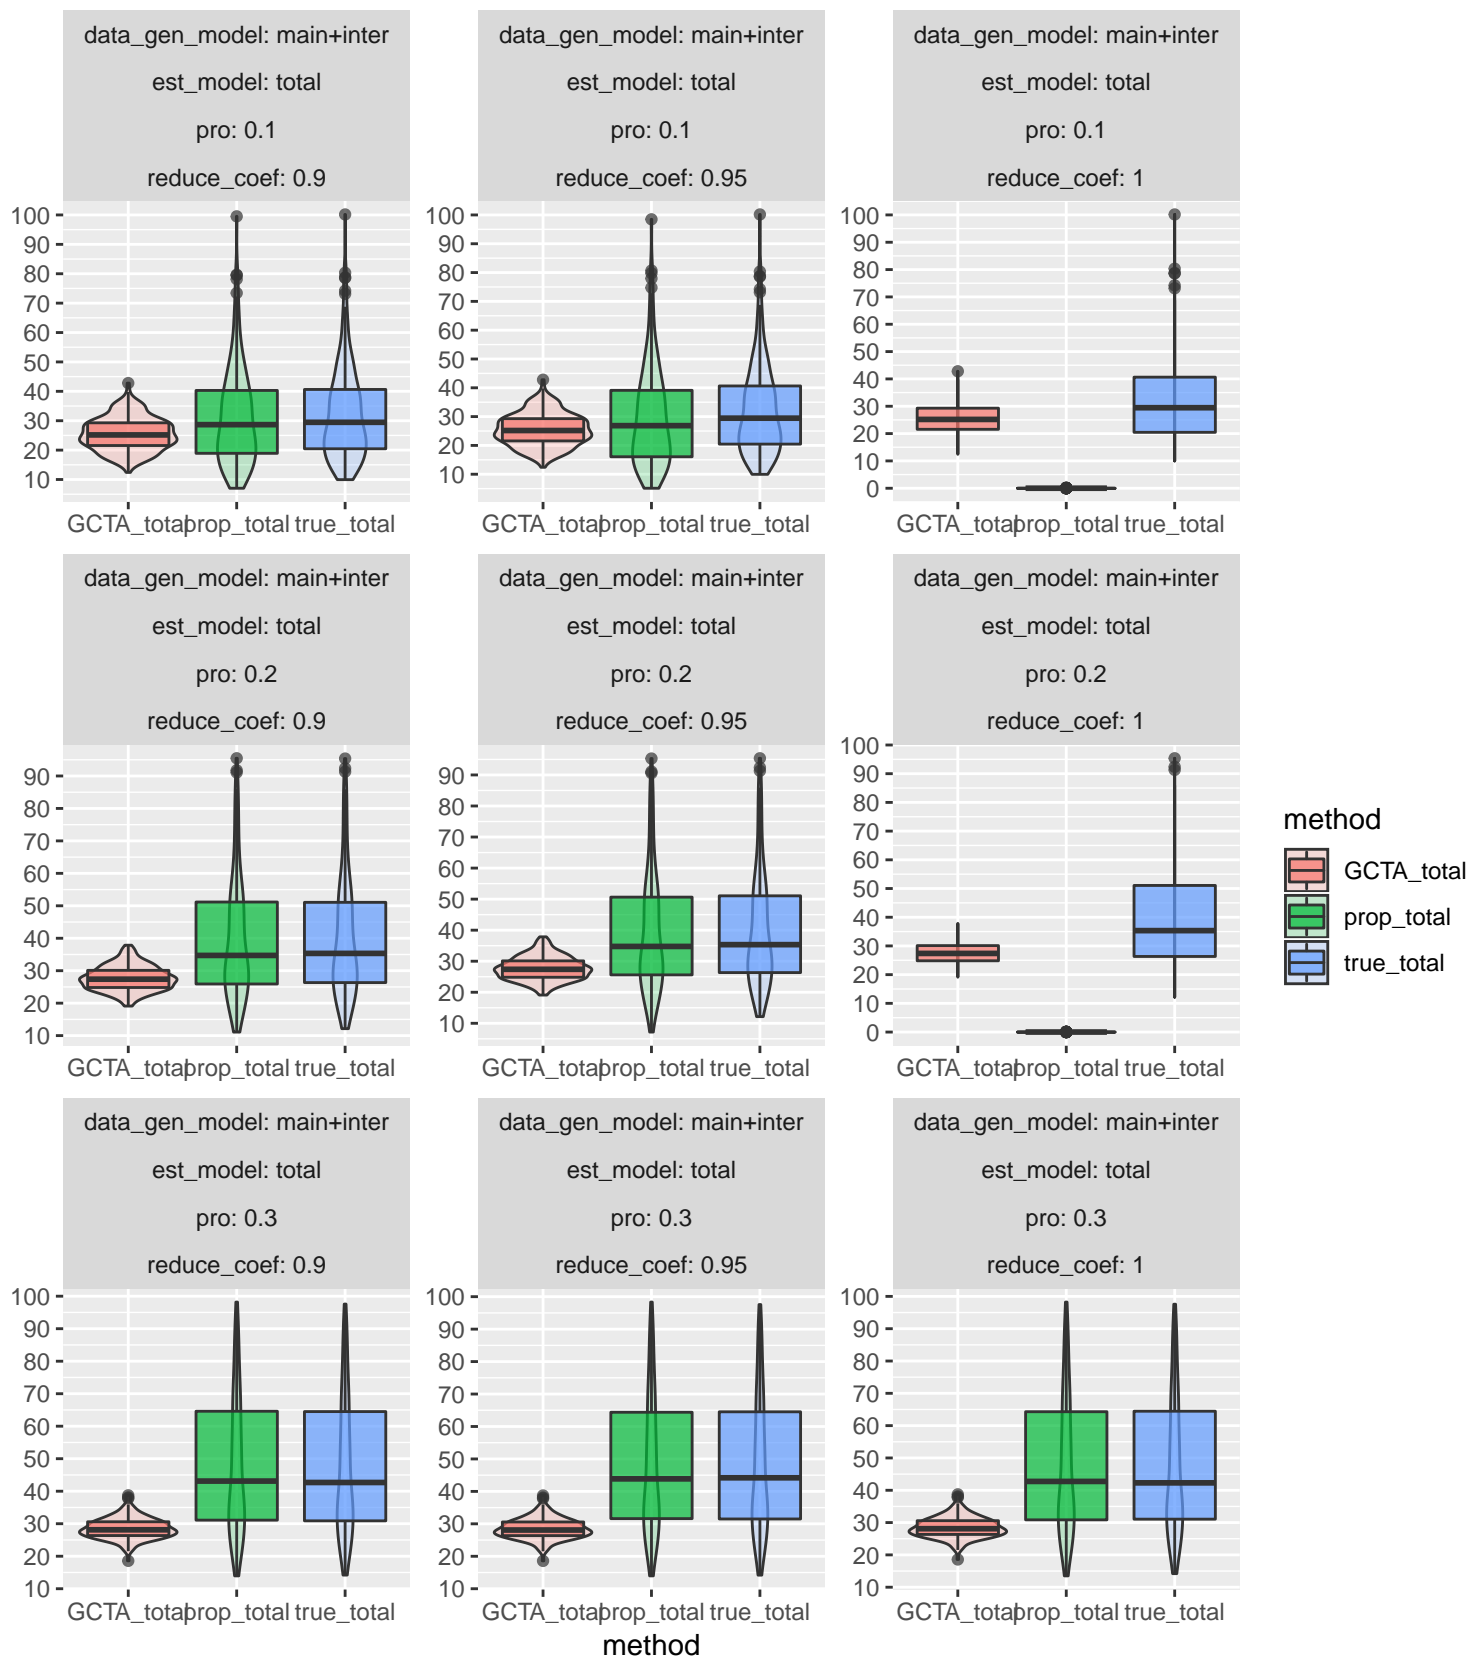 data_gen_model: main+inter
est_model: total
pro: 0.1
reduce_coef: 0.9
100
90
80
70
60
50
40
30
20
10
GCTA_total prop_total true_total
data_gen_model: main+inter
est_model: total
pro: 0.1
reduce_coef: 0.95
100
90
80
70
60
50
40
30
20
10
GCTA_total prop_total true_total
data_gen_model: main+inter
est_model: total
pro: 0.1
reduce_coef: 1
100
90
80
70
60
50
40
30
20
10
0
GCTA_total prop_total true_total
data_gen_model: main+inter
est_model: total
pro: 0.2
reduce_coef: 0.9
90
80
70
60
50
40
30
20
10
GCTA_total prop_total true_total
data_gen_model: main+inter
est_model: total
pro: 0.2
reduce_coef: 0.95
90
80
70
60
50
40
30
20
10
GCTA_total prop_total true_total
data_gen_model: main+inter
est_model: total
pro: 0.2
reduce_coef: 1
100
90
80
70
60
50
40
30
20
10
0
GCTA_total prop_total true_total
data_gen_model: main+inter
est_model: total
pro: 0.3
reduce_coef: 0.9
100
90
80
70
60
50
40
30
20
10
GCTA_total prop_total true_total
data_gen_model: main+inter
est_model: total
pro: 0.3
reduce_coef: 0.95
100
90
80
70
60
50
40
30
20
10
GCTA_total prop_total true_total
data_gen_model: main+inter
est_model: total
pro: 0.3
reduce_coef: 1
100
90
80
70
60
50
40
30
20
10
GCTA_total prop_total true_total
method
method
GCTA_total
prop_total
true_total